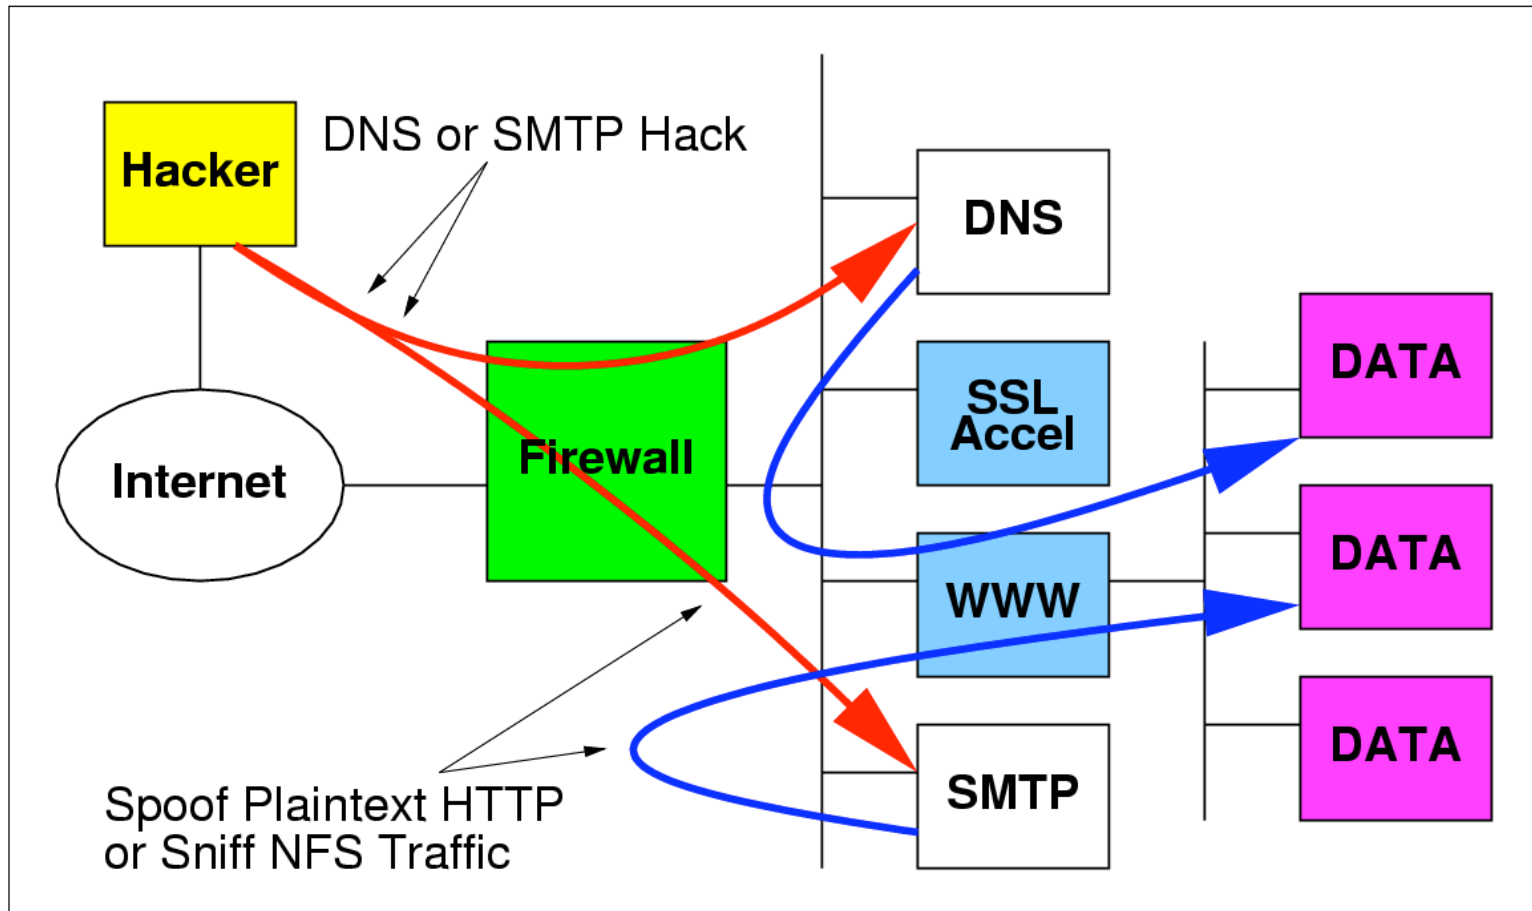 Hacker
DNS or SMTP Hack
DNS
SSL
Accel
DATA
Internet
Firewall
DATA
WWW
DATA
SMTP
Spoof Plaintext HTTP
or Sniff NFS Traffic